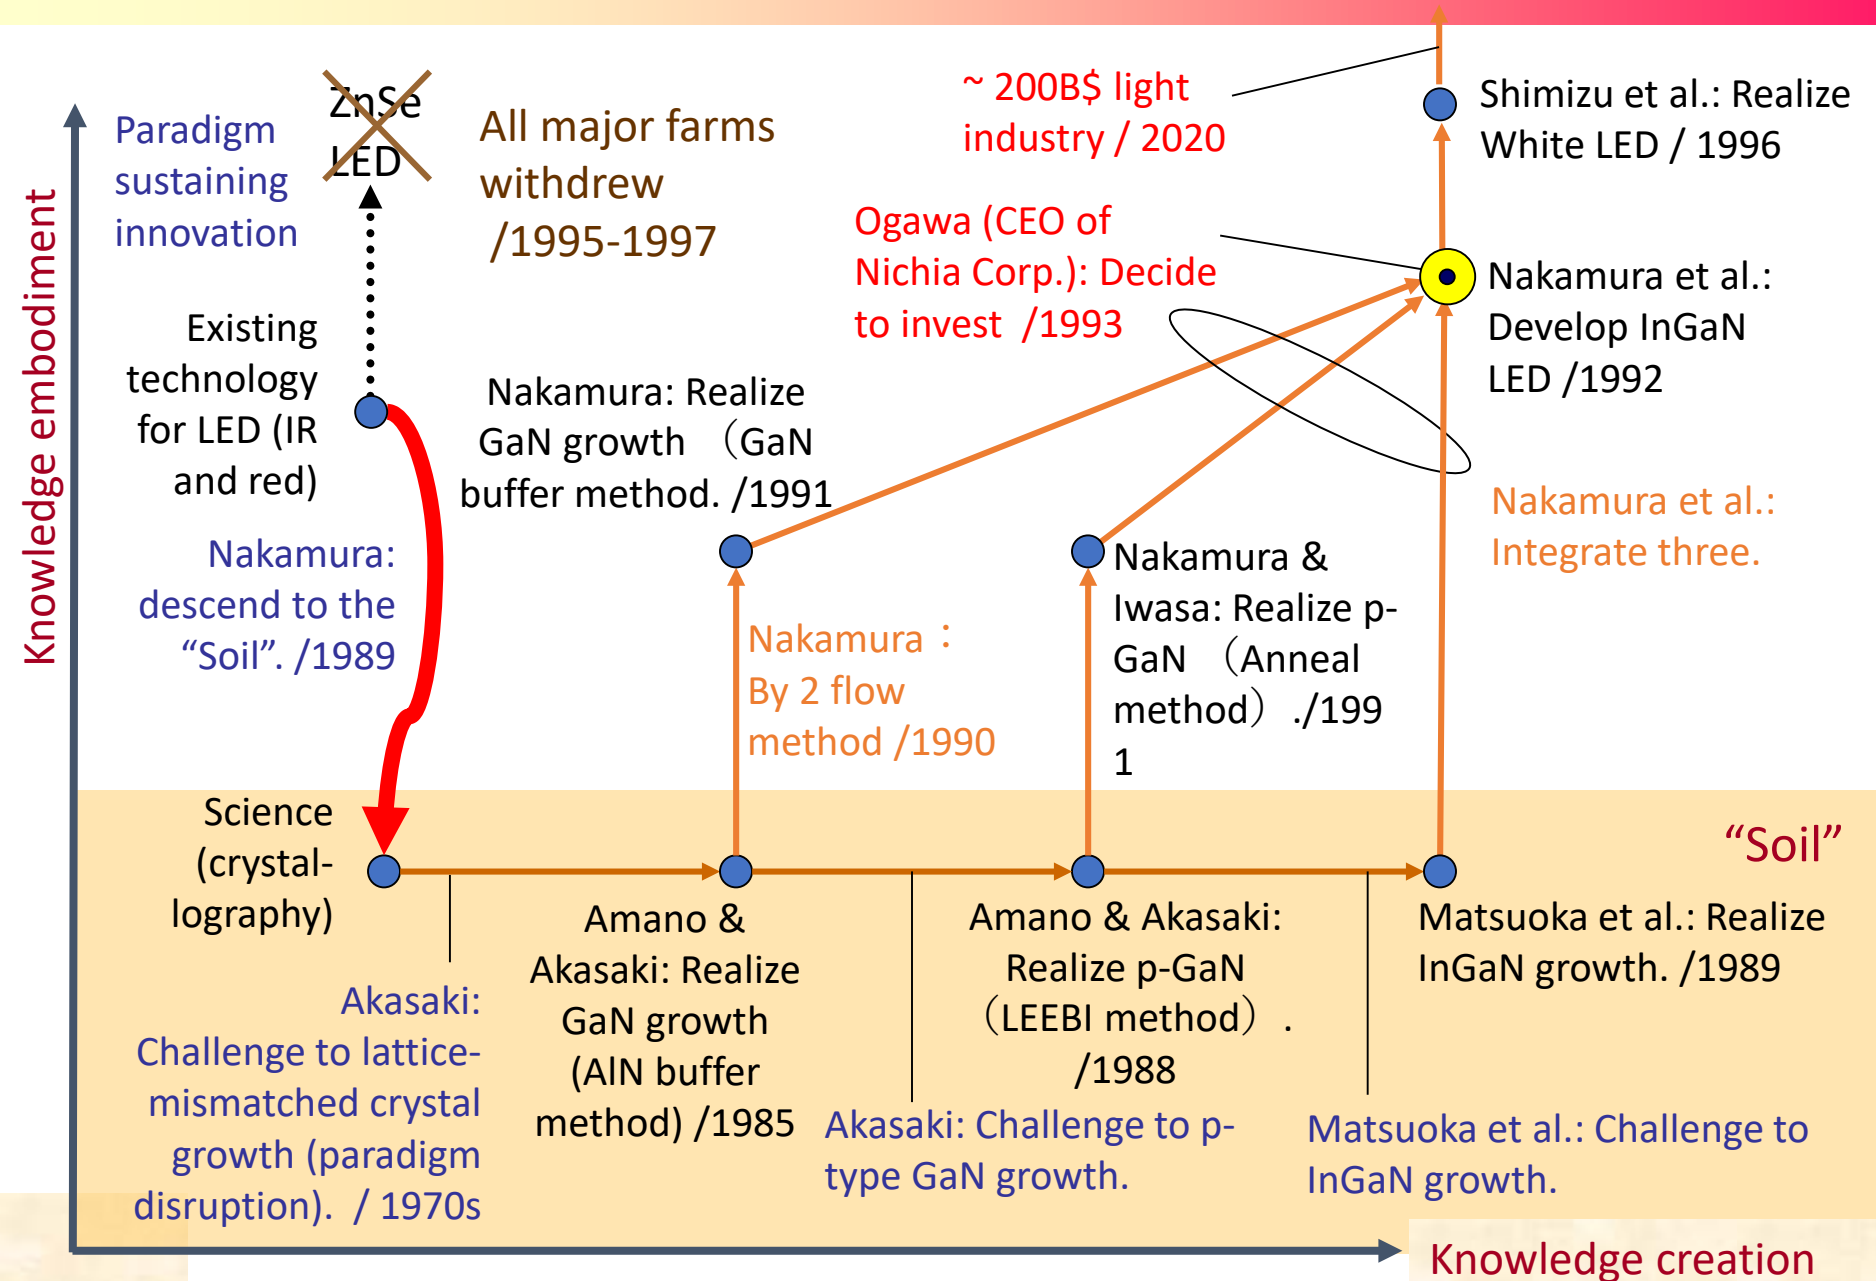 Paradigm
sustaining
innovation
ZnSe
LED
All major farms
withdrew
/1995-1997
~ 200B$ light
industry / 2020
Shimizu et al.: Realize
White LED / 1996
Ogawa (CEO of
Nichia Corp.): Decide
to invest /1993
Nakamura et al.:
Develop InGaN
LED /1992
Knowledge embodiment
Existing
technology
for LED (IR
and red)
Nakamura: Realize
GaN growth （GaN
buffer method. /1991
Nakamura et al.:
Integrate three.
Nakamura:
descend to the
“Soil”. /1989
Nakamura：
By 2 flow
method /1990
Nakamura &
Iwasa: Realize p-
GaN （Anneal
method）./199
1
Science
(crystal-
lography)
“Soil”
Amano &
Akasaki: Realize
GaN growth
(AlN buffer
method) /1985
Amano & Akasaki:
Realize p-GaN
（LEEBI method）.
/1988
Matsuoka et al.: Realize
InGaN growth. /1989
Akasaki:
Challenge to lattice-
mismatched crystal
growth (paradigm
disruption). / 1970s
Akasaki: Challenge to p-
type GaN growth.
Matsuoka et al.: Challenge to
InGaN growth.
Knowledge creation